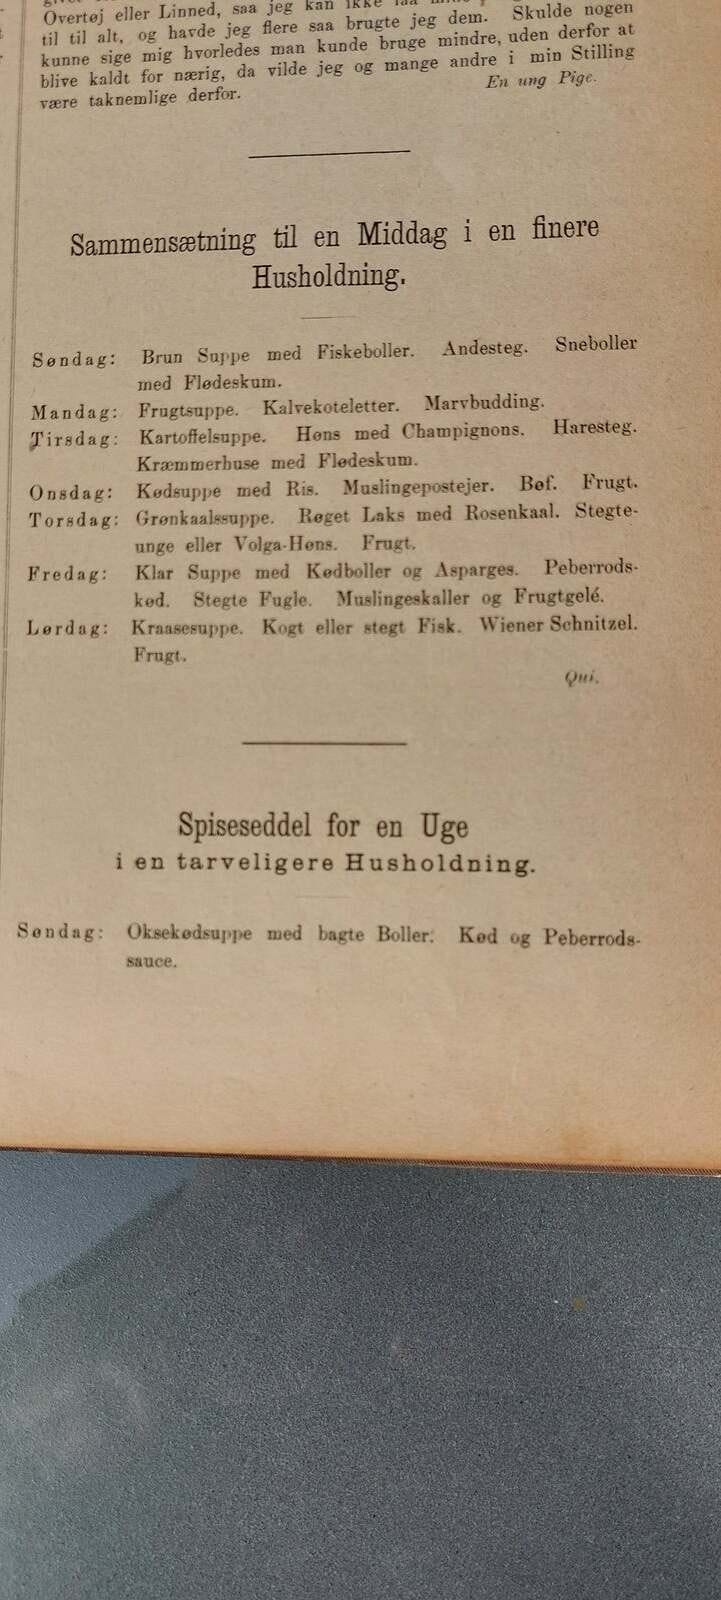 Overtøj eller Linned, saa jeg kan ikke
til til alt, og havde jeg flere saa brugte jeg dem. Skulde nogen
kunne sige mig hvorledes man kunde bruge mindre, uden derfor at
blive kaldt for nærig, da vilde jeg og mange andre i min Stilling
være taknemlige derfor.
En ung Pige.
Sammensætning til en Middag i en finere
Husholdning.
Søndag: Brun Suppe med Fiskeboller. Andesteg. Sneboller
med Flødeskum.
Mandag: Frugtsuppe. Kalvekoteletter. Marvbudding.
Tirsdag: Kartoffelsuppe. Høns med Champignons. Haresteg.
Kræmmerhuse med Flødeskum.
Onsdag: Kødsuppe med Ris. Muslingepostejer. Bøf. Frugt.
Torsdag: Grønkaalssuppe. Røget Laks med Rosenkaal. Stegte-
unge eller Volga-Høns. Frugt.
Fredag: Klar Suppe med Kødboller og Asparges. Peberrods-
kød. Stegte Fugle. Muslingeskaller og Frugtgelé.
Lørdag: Kraasesuppe. Kogt eller stegt Fisk. Wiener Schnitzel.
Frugt.
Qui.
Spiseseddel for en Uge
i en tarveligere Husholdning.
Søndag: Oksekødsuppe med bagte Boller. Kød og Peberrods-
sauce.